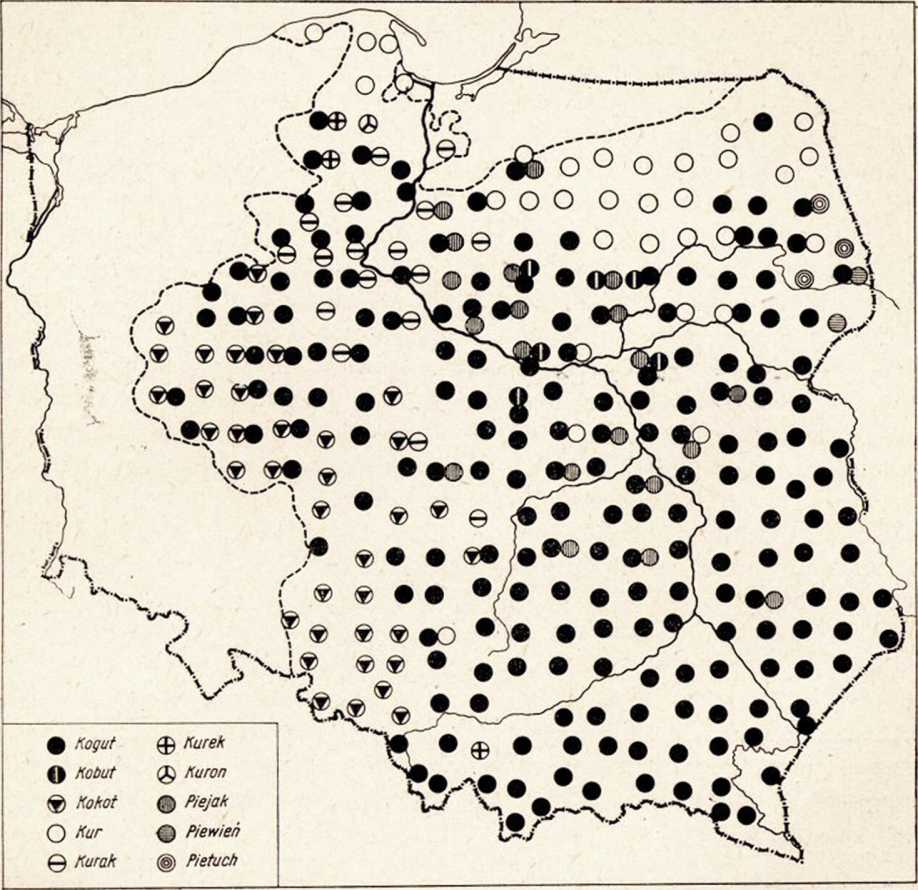 Kogut
Kobut
Kokot
Kur
Kurak
Kurek
Kuron
Piejak
Piewień
Pietuch